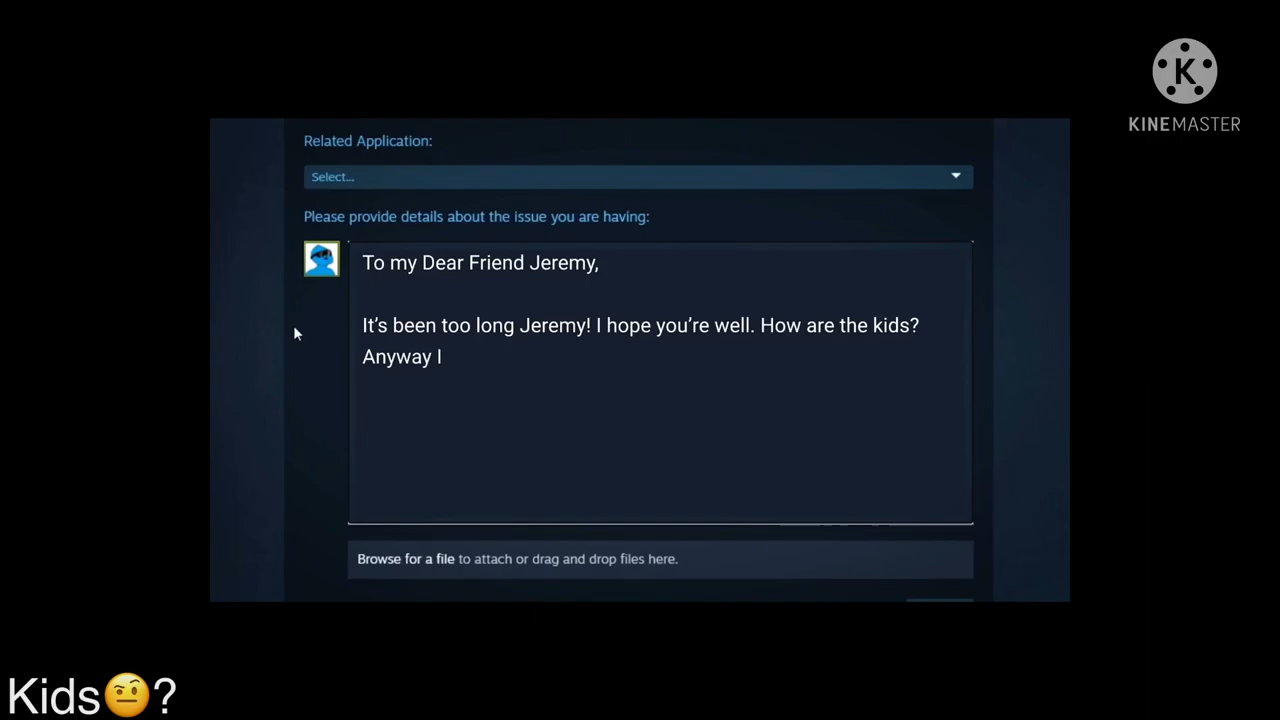 K
KINEMASTER
Related Application:
Select...
Please provide details about the issue you are having:
To my Dear Friend Jeremy,
It’s been too long Jeremy! I hope you’re well. How are the kids?
Anyway I
Browse for a file to attach or drag and drop files here.
Kids🤨?